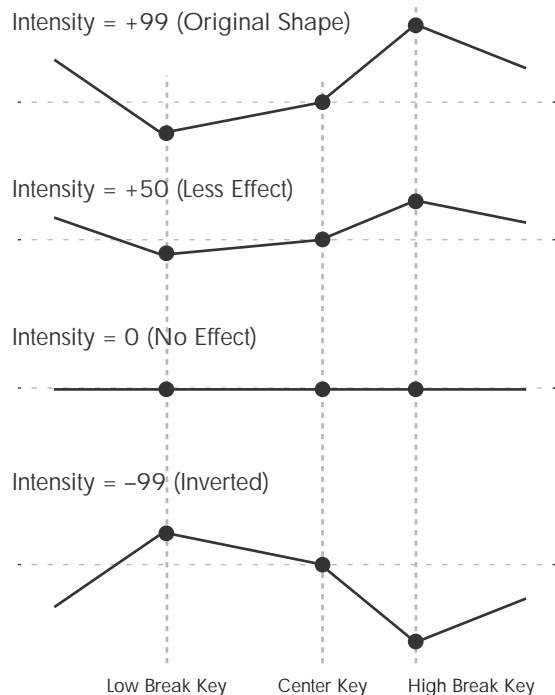 Intensity = +99 (Original Shape)
Intensity = +50 (Less Effect)
Intensity = 0 (No Effect)
Intensity = –99 (Inverted)
Low Break Key Center Key High Break Key